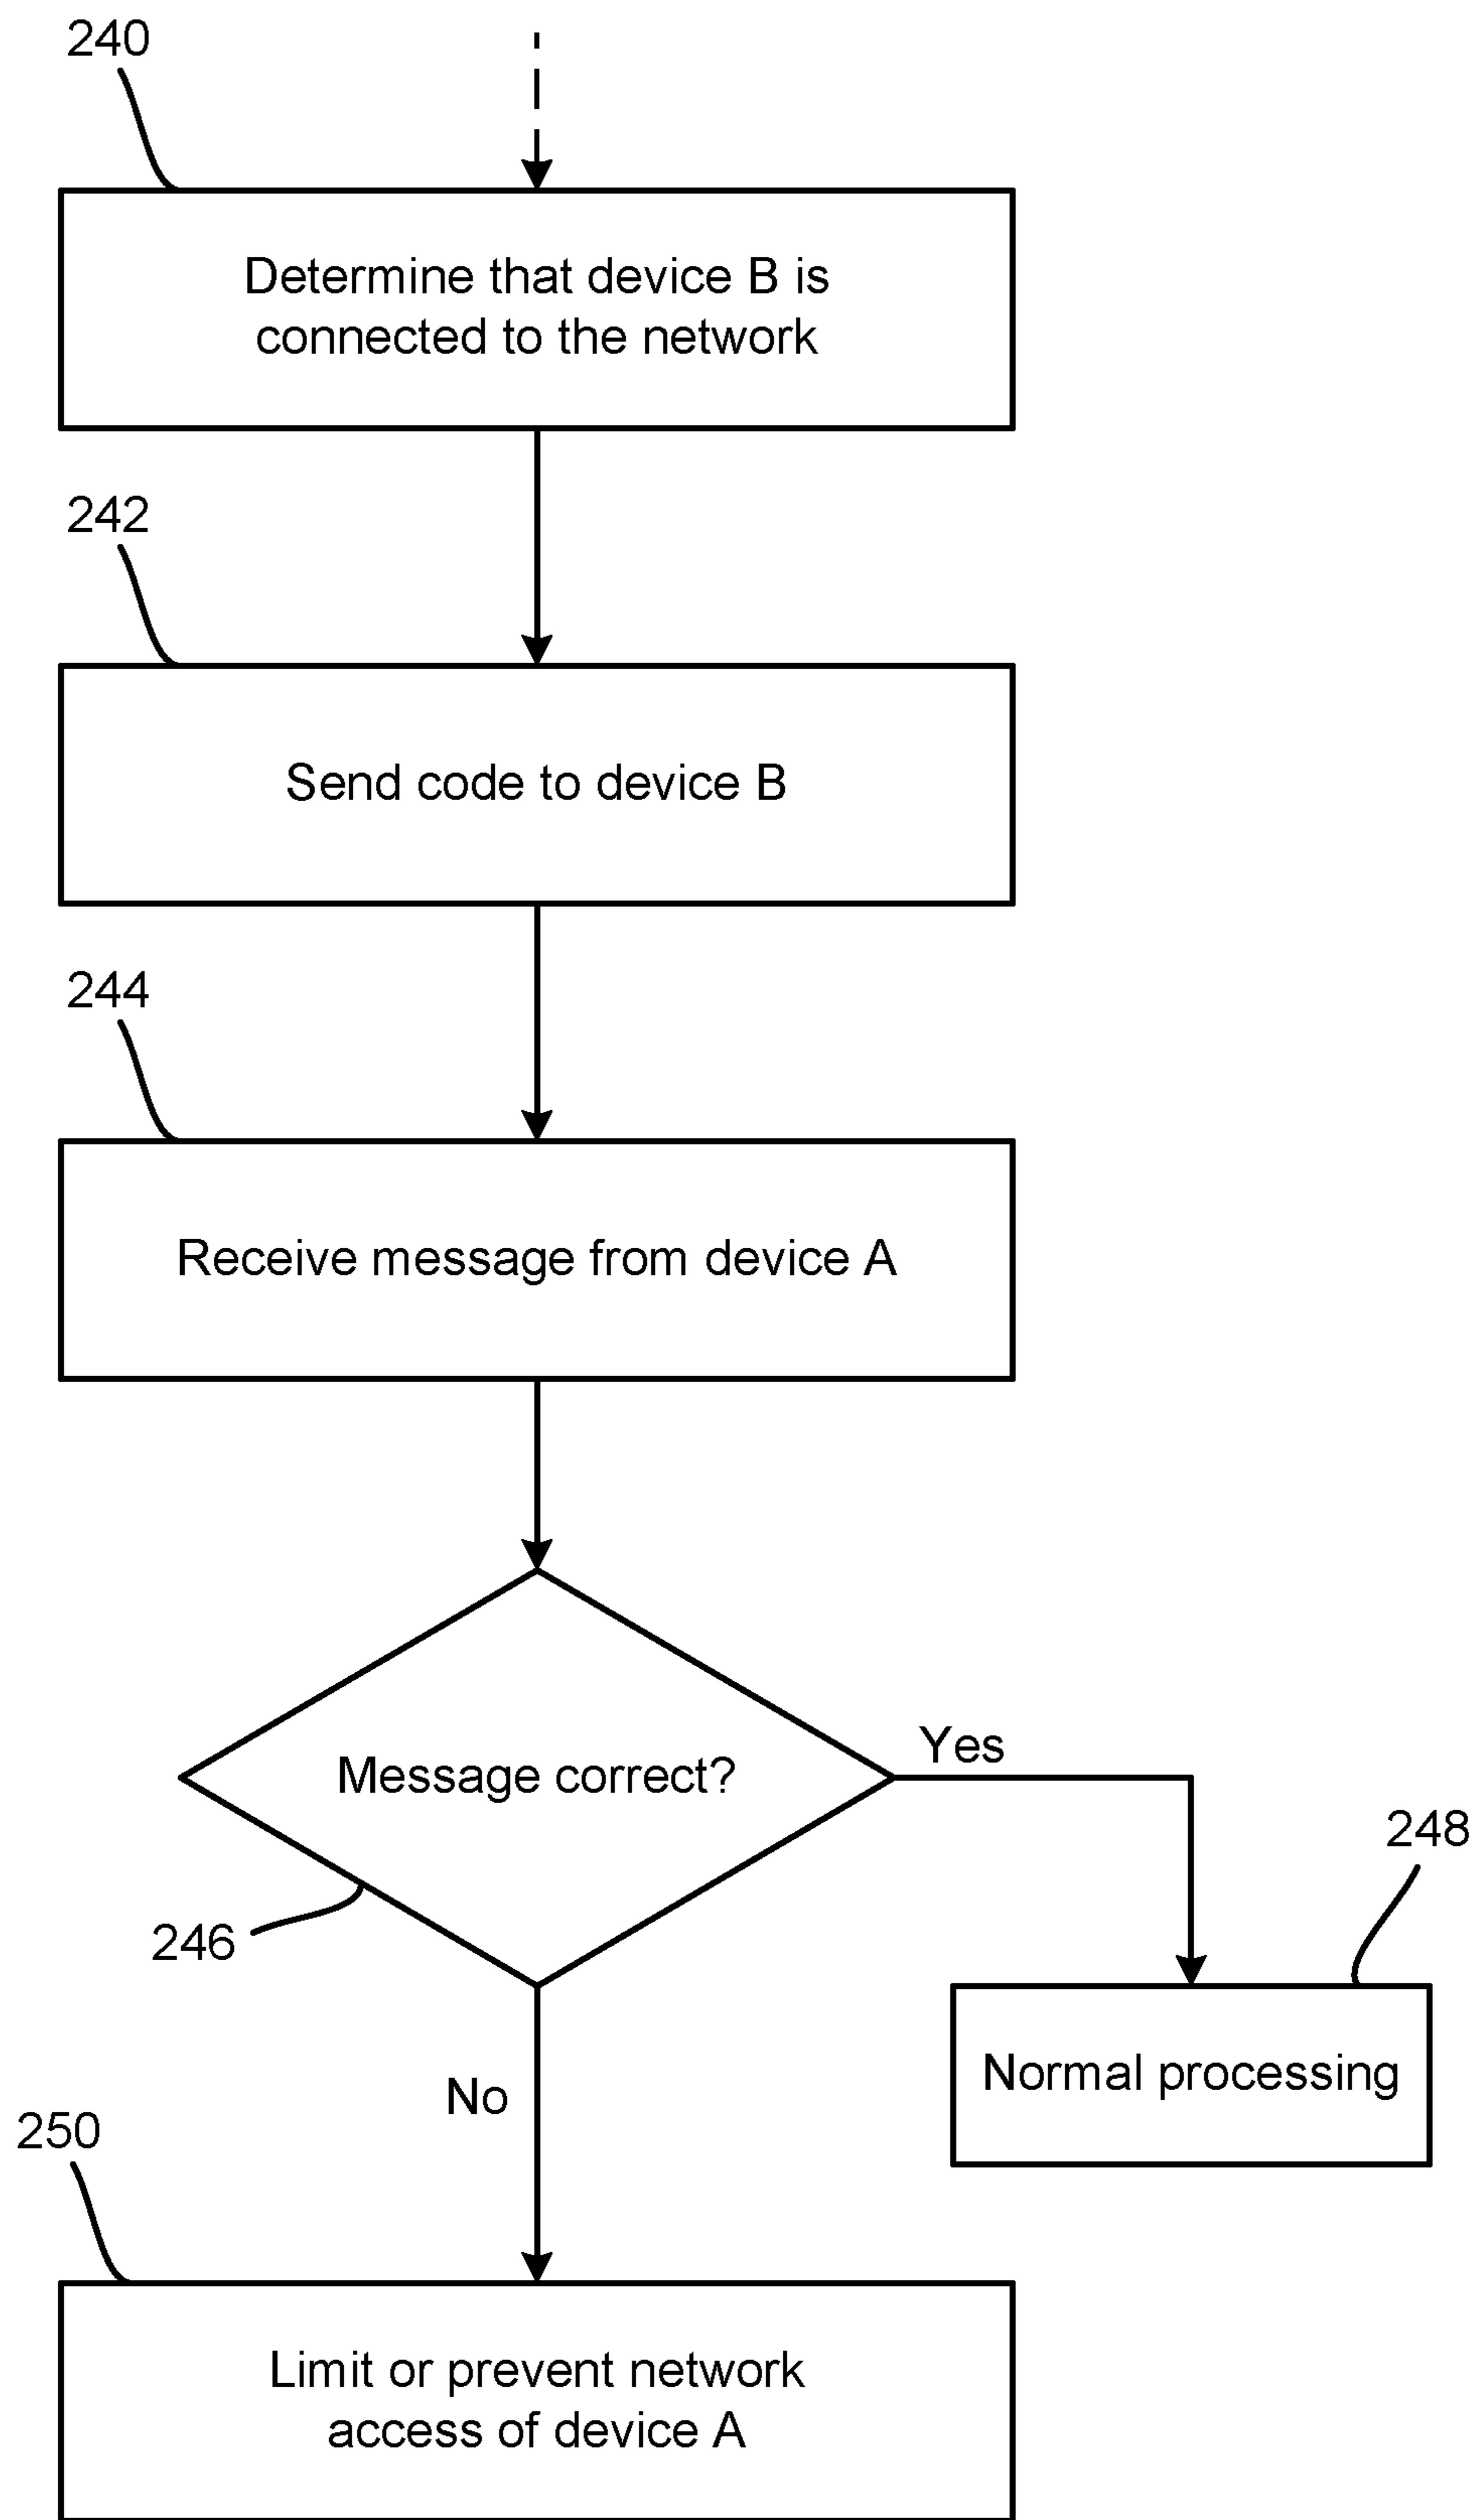 240
Determine that device B is
connected to the network
242
Send code to device B
244
Receive message from device A
Message correct?
Yes
246
248
Normal processing
No
250
Limit or prevent network
access of device A